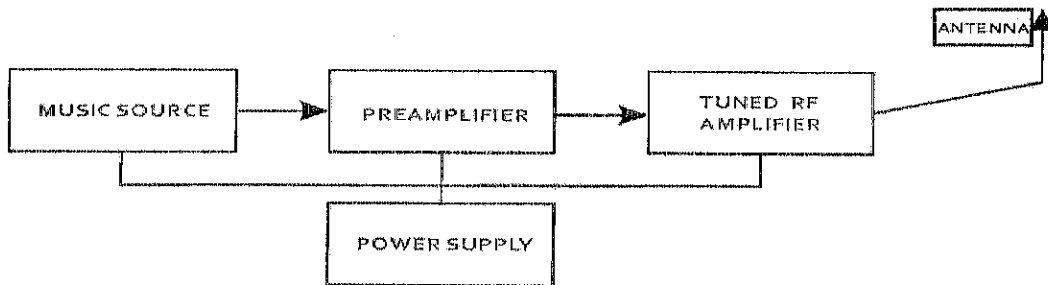 ANTENNA
MUSIC SOURCE
PREAMPLIFIER
TUNED RF
AMPLIFIER
POWER SUPPLY